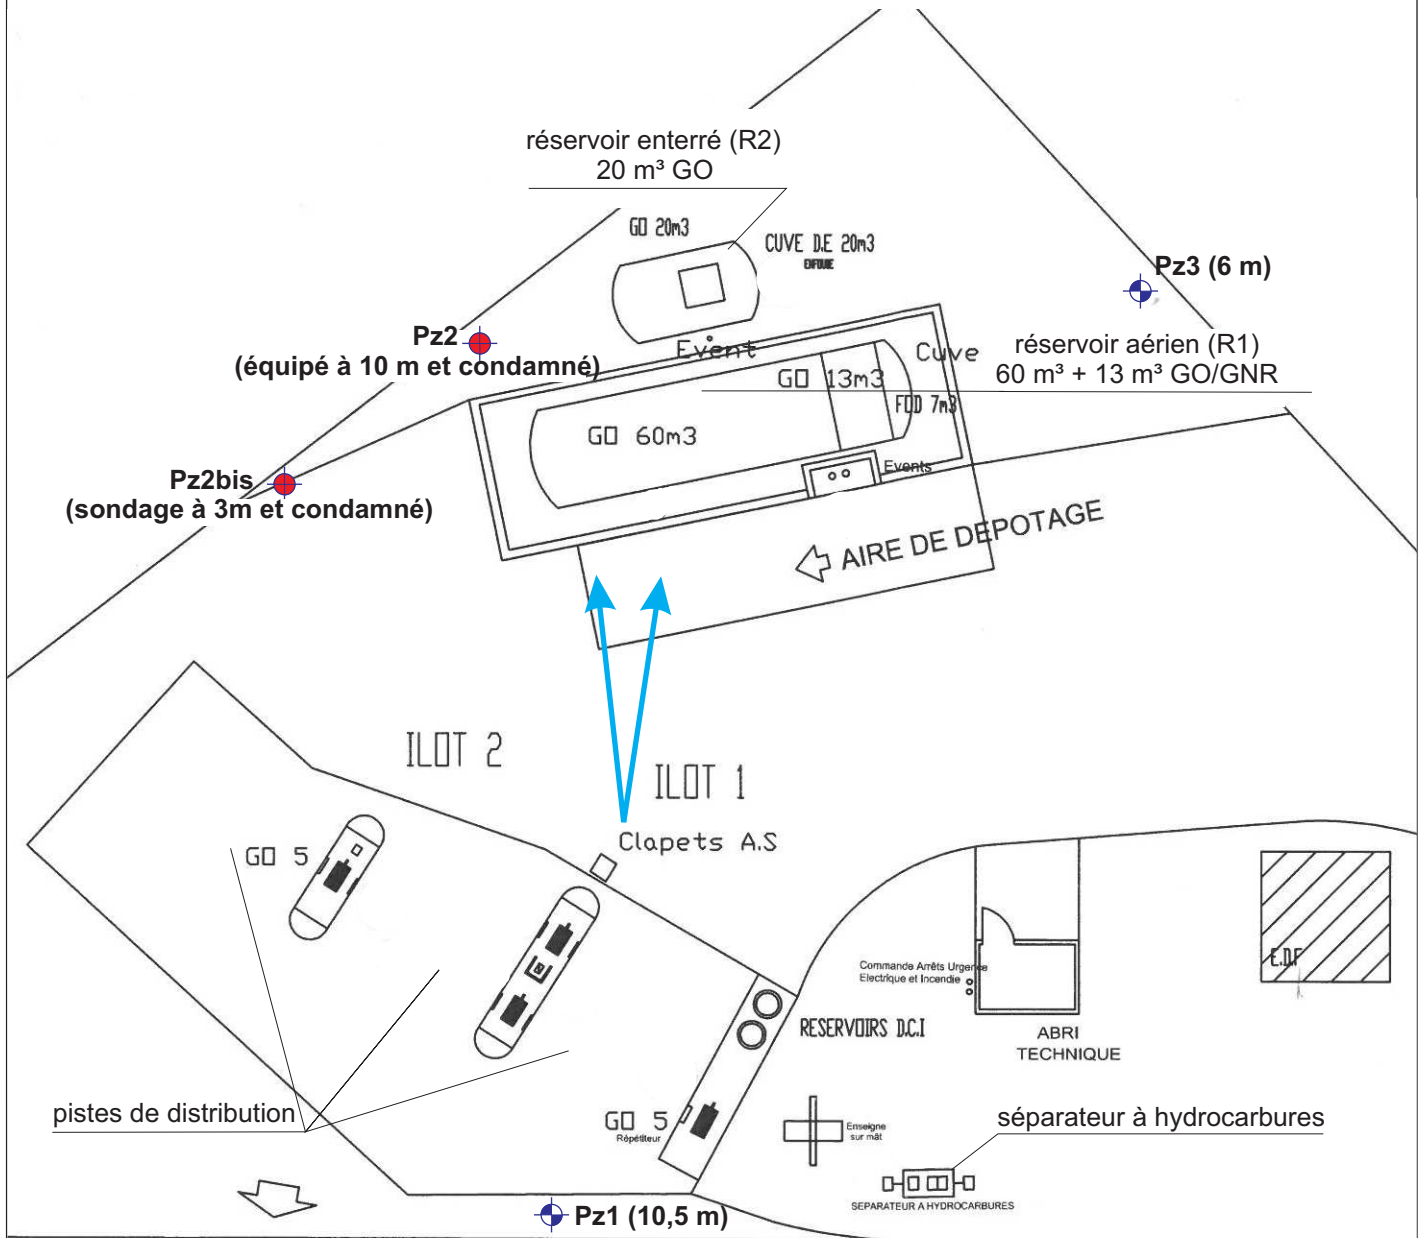 réservoir enterré (R2)
20 m³ GO
GO 20m3
CUVE D.E 20m3
ENFOUIE
Pz3 (6 m)
Pz2
(équipé à 10 m et condamné)
Event
Cuve
réservoir aérien (R1)
60 m³ + 13 m³ GO/GNR
GO 13m3
FOD 7m3
GO 60m3
Events
Pz2bis
(sondage à 3m et condamné)
AIRE DE DEPOTAGE
ILOT 2
ILOT 1
Clapets A.S
GO 5
E.D.F
Commande Arrêts Urgence
Electrique et Incendie
RESERVOIRS D.C.I
ABRI
TECHNIQUE
pistes de distribution
GO 5
Répétiteur
Enseigne
sur mât
séparateur à hydrocarbures
SEPARATEUR A HYDROCARBURES
Pz1 (10,5 m)